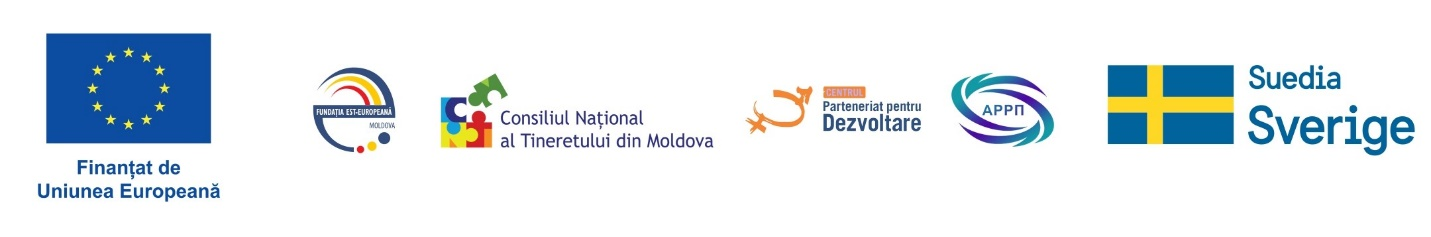 Finanțat de
Uniunea Europeană
FUNDAȚIA EST-EUROPEANĂ
MOLDOVA
Consiliul Național
al Tineretului din Moldova
CENTRUL
Parteneriat pentru
Dezvoltare
АРРП
Suedia
Sverige